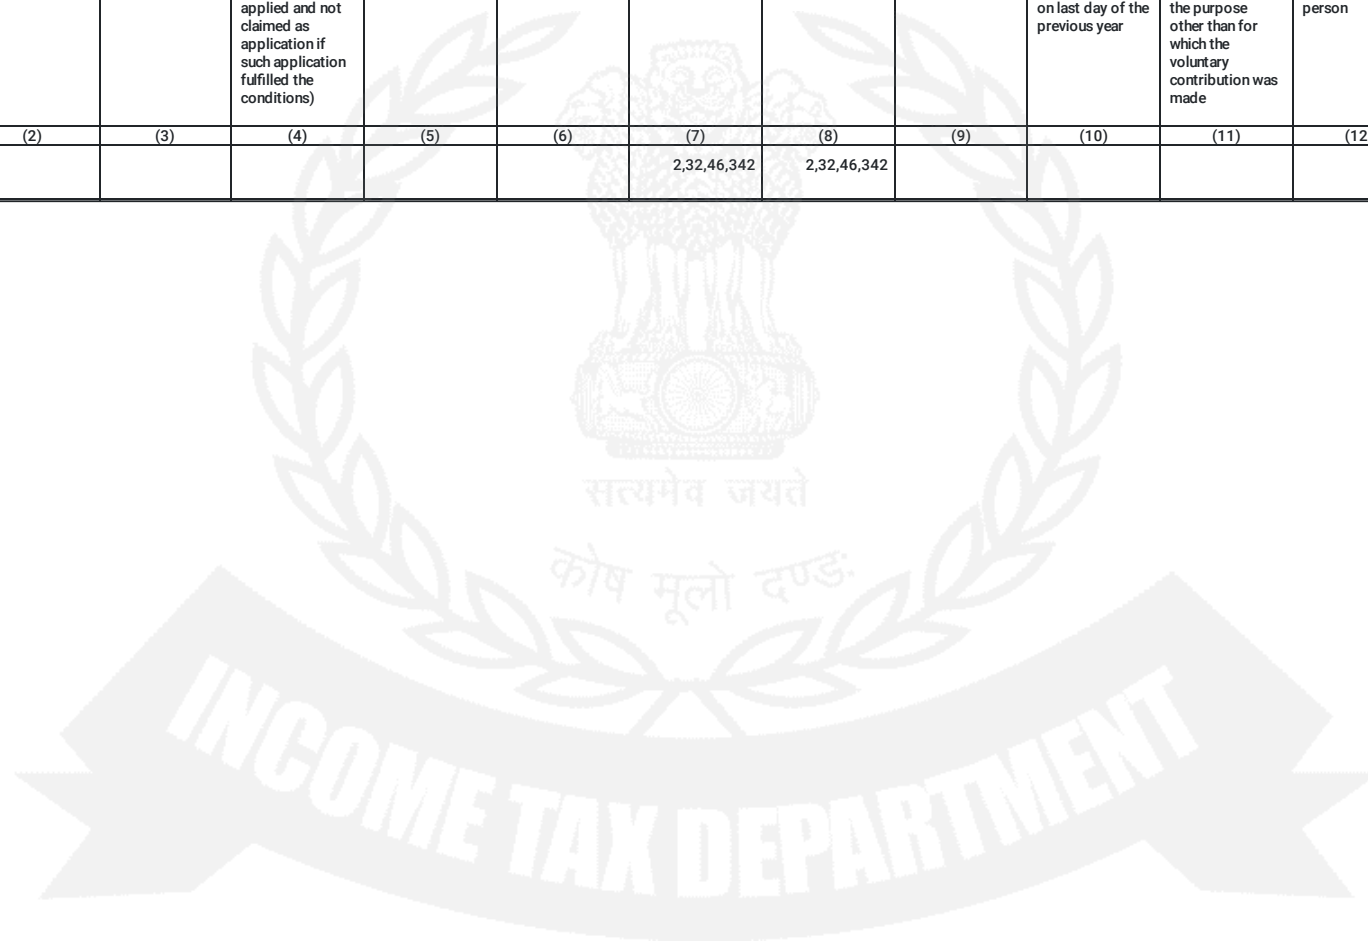 applied and not
claimed as
application if
such application
fulfilled the
conditions)
on last day of the
previous year
the purpose
other than for
which the
voluntary
contribution was
made
person
(2) (3) (4) (5) (6) (7) (8) (9) (10) (11) (12
2,32,46,342 2,32,46,342
सत्यमेव जयते
कोष मूलो दण्डः
INCOME TAX DEPARTMENT